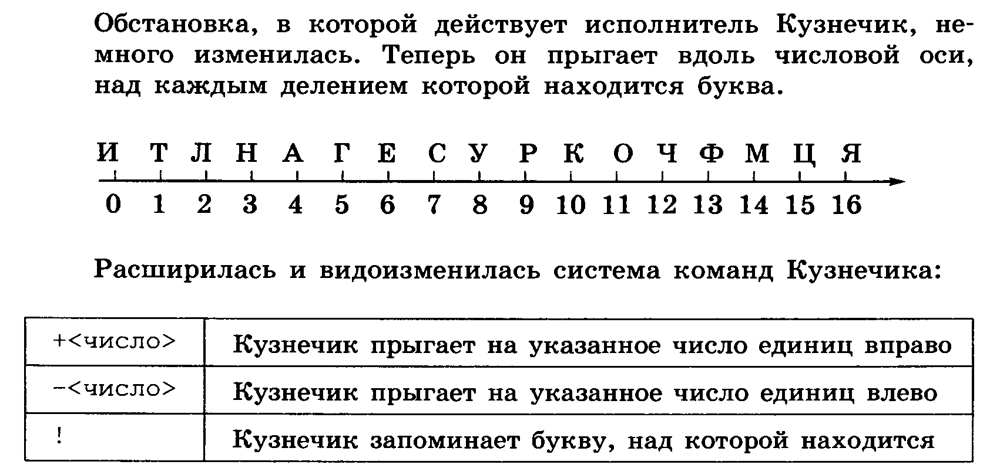 Обстановка, в которой действует исполнитель Кузнечик, не-
много изменилась. Теперь он прыгает вдоль числовой оси,
над каждым делением которой находится буква.
И Т Л Н А Г Е С У Р К О Ч Ф М Ц Я
0 1 2 3 4 5 6 7 8 9 10 11 12 13 14 15 16
Расширилась и видоизменилась система команд Кузнечика:
+<число> Кузнечик прыгает на указанное число единиц вправо
-<число> Кузнечик прыгает на указанное число единиц влево
! Кузнечик запоминает букву, над которой находится